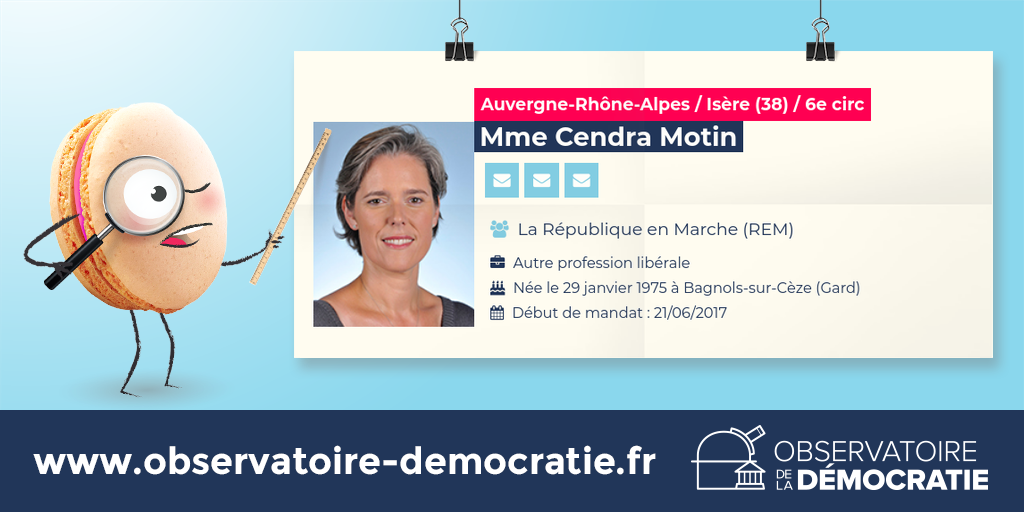 Auvergne-Rhône-Alpes / Isère (38) / 6e circ
Mme Cendra Motin
La République en Marche (REM)
Autre profession libérale
Née le 29 janvier 1975 à Bagnols-sur-Cèze (Gard)
Début de mandat : 21/06/2017
www.observatoire-democratie.fr
OBSERVATOIRE
DE LA DÉMOCRATIE